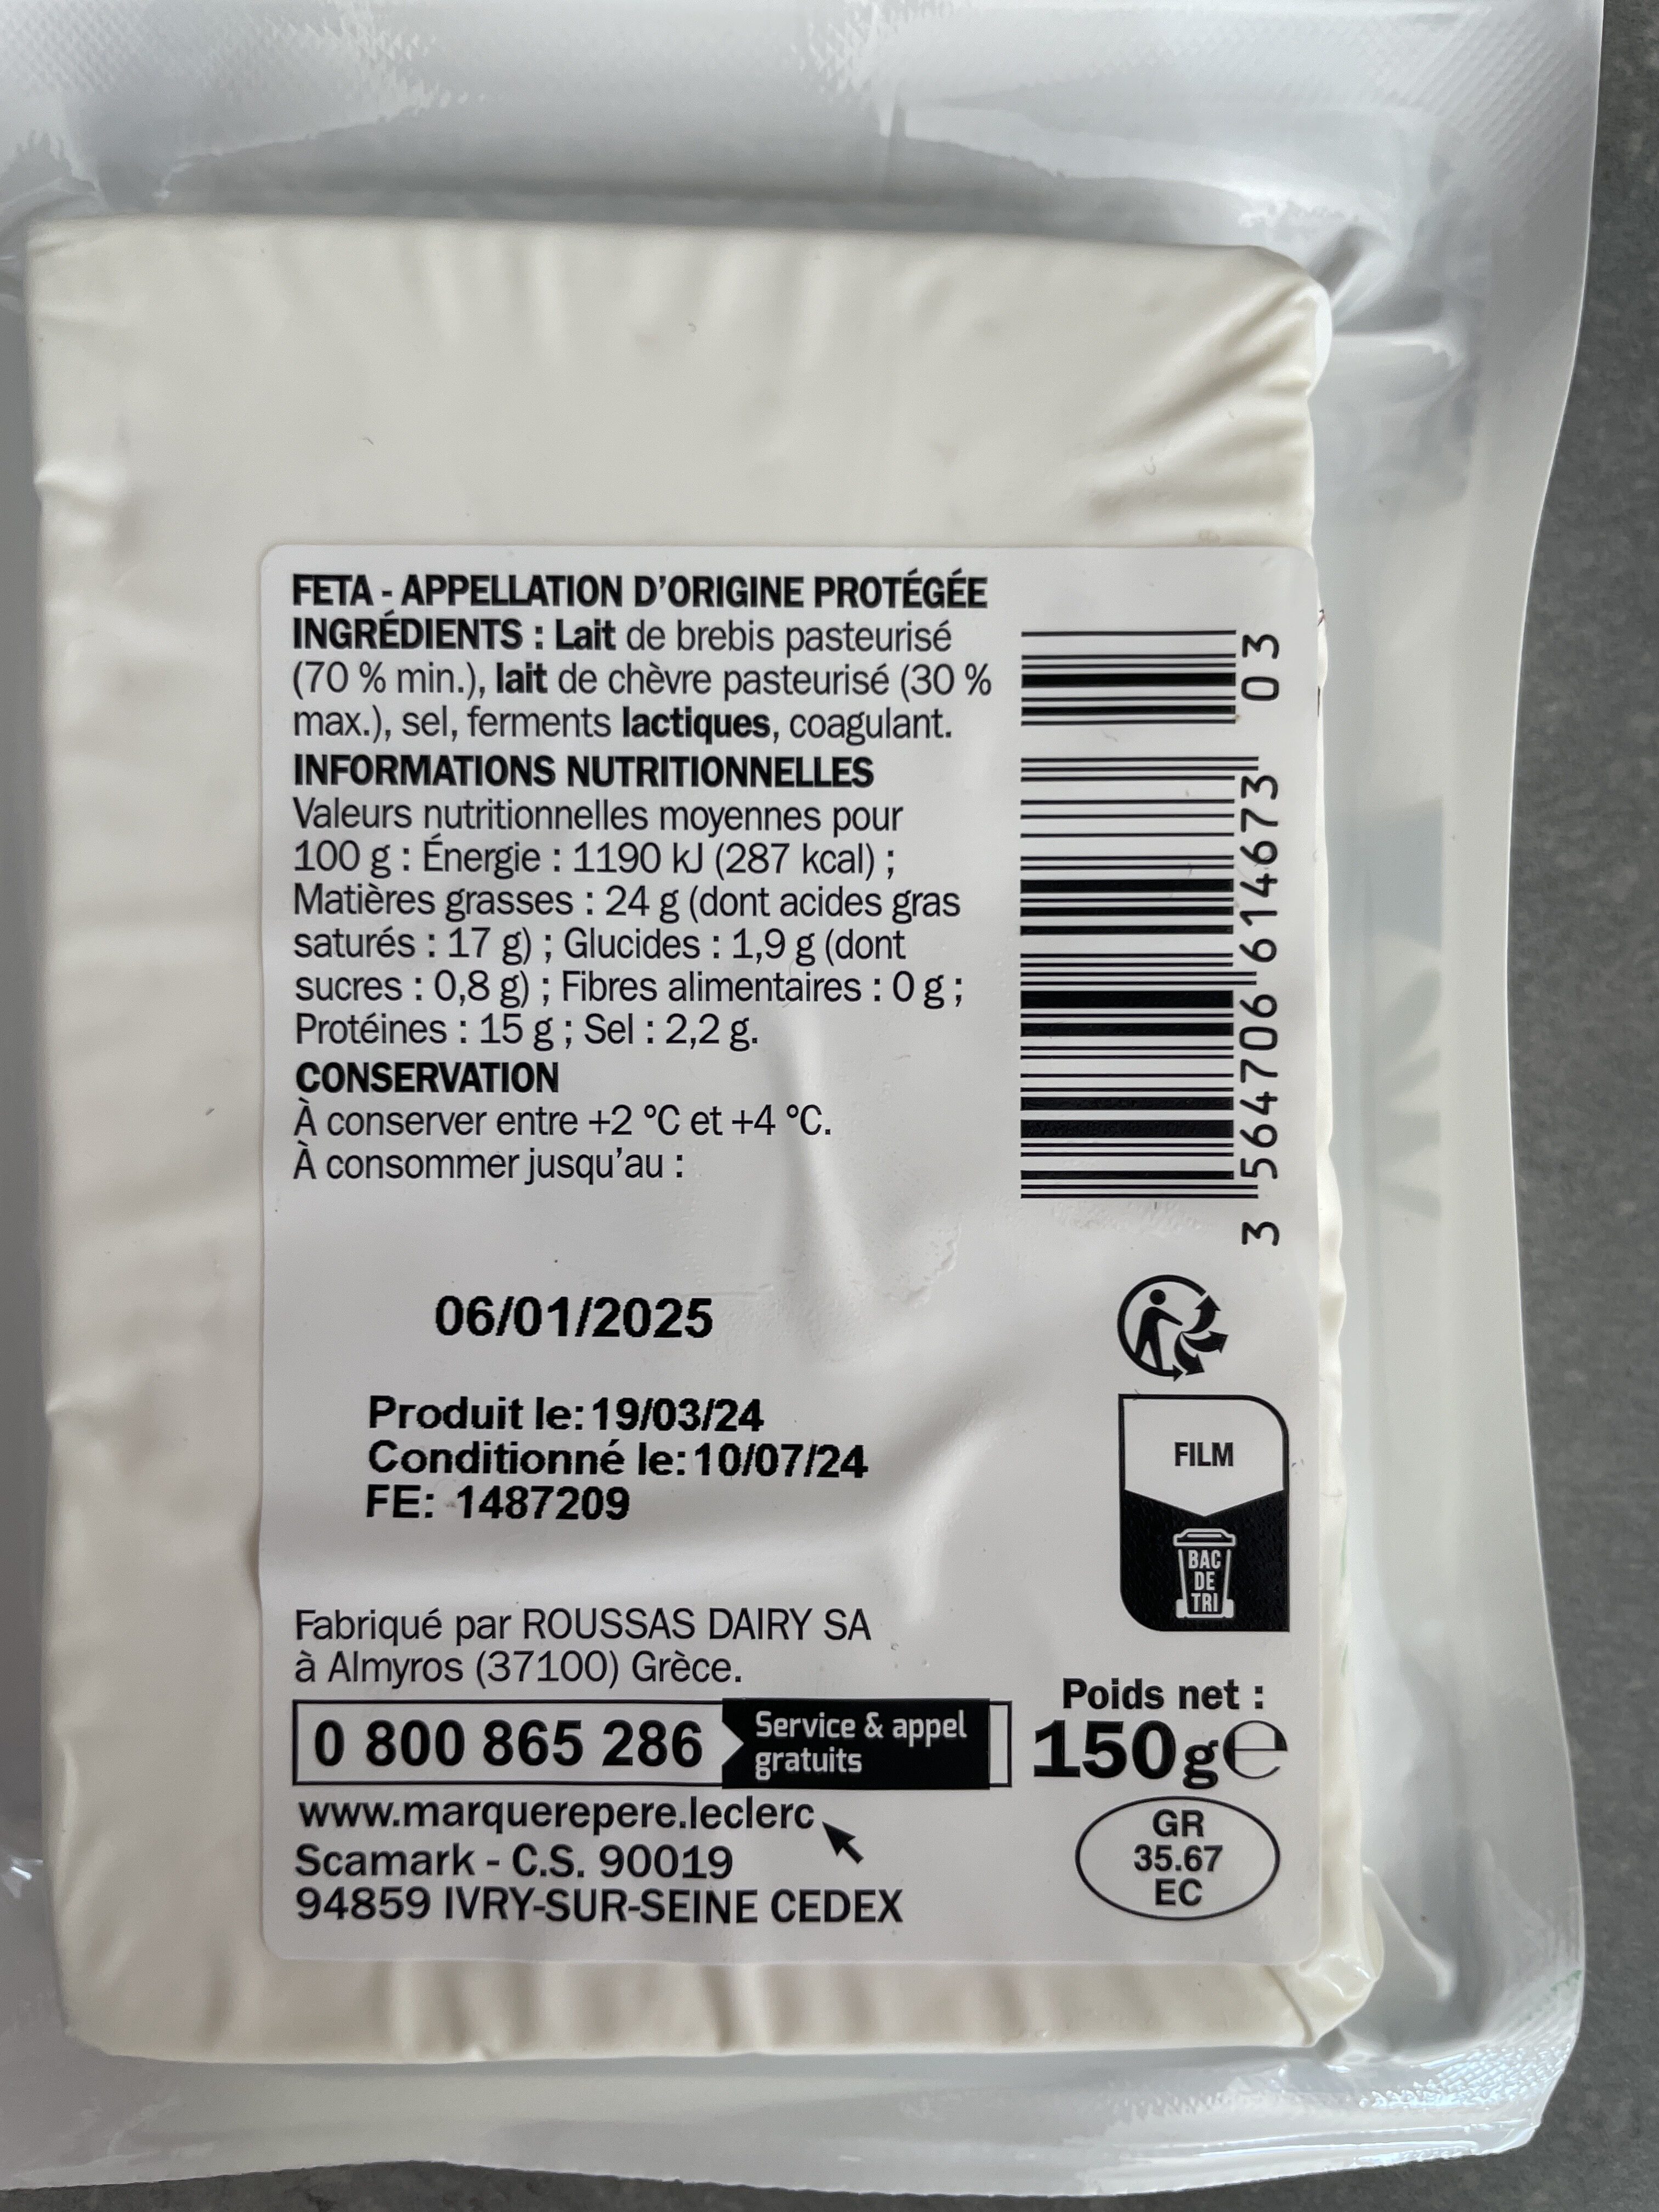 FETA - APPELLATION D'ORIGINE PROTÉGÉE
INGRÉDIENTS : Lait de brebis pasteurisé
(70 % min.), lait de chèvre pasteurisé (30 %
max.), sel, ferments lactiques, coagulant.
INFORMATIONS NUTRITIONNELLES
Valeurs nutritionnelles moyennes pour
100 g : Énergie : 1190 kJ (287 kcal) ;
Matières grasses : 24 g (dont acides gras
saturés : 17 g) ; Glucides : 1,9 g (dont
sucres : 0,8 g) ; Fibres alimentaires : 0 g ;
Protéines : 15 g ; Sel : 2,2 g.
CONSERVATION
À conserver entre +2 °C et +4 °C.
À consommer jusqu'au :
06/01/2025
Produit le: 19/03/24
Conditionné le: 10/07/24
FE: 1487209
Fabriqué par ROUSSAS DAIRY SA
à Almyros (37100) Grèce.
0 800 865 286 Service & appel
gratuits
www.marquerepere.leclerc
Scamark - C.S. 90019
94859 IVRY-SUR-SEINE CEDEX
3 564706 614673 03
FILM
BAC
DE
TRI
Poids net :
150g℮
GR
35.67
EC